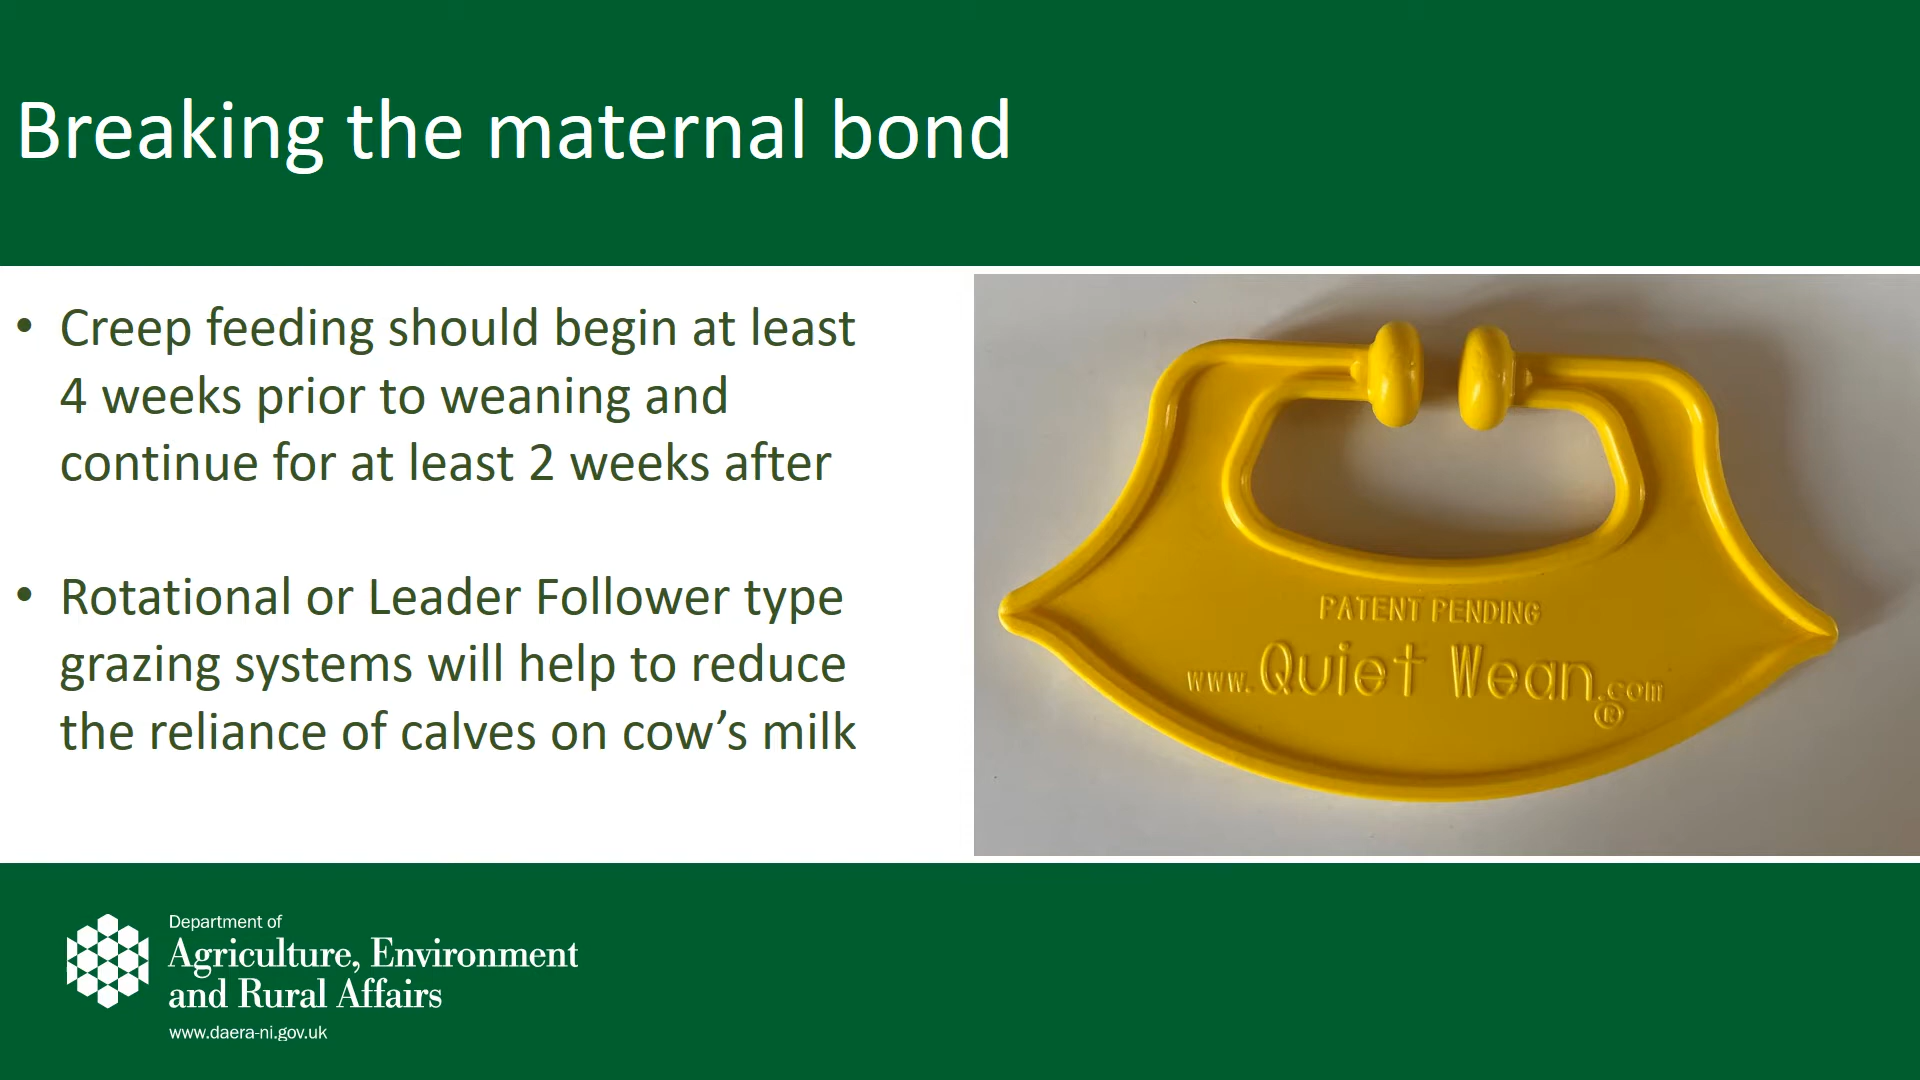 Breaking the maternal bond
• Creep feeding should begin at least
4 weeks prior to weaning and
continue for at least 2 weeks after
• Rotational or Leader Follower type
grazing systems will help to reduce
the reliance of calves on cow’s milk
PATENT PENDING
www.Quiet Wean.com
®
Department of
Agriculture, Environment
and Rural Affairs
www.daera-ni.gov.uk